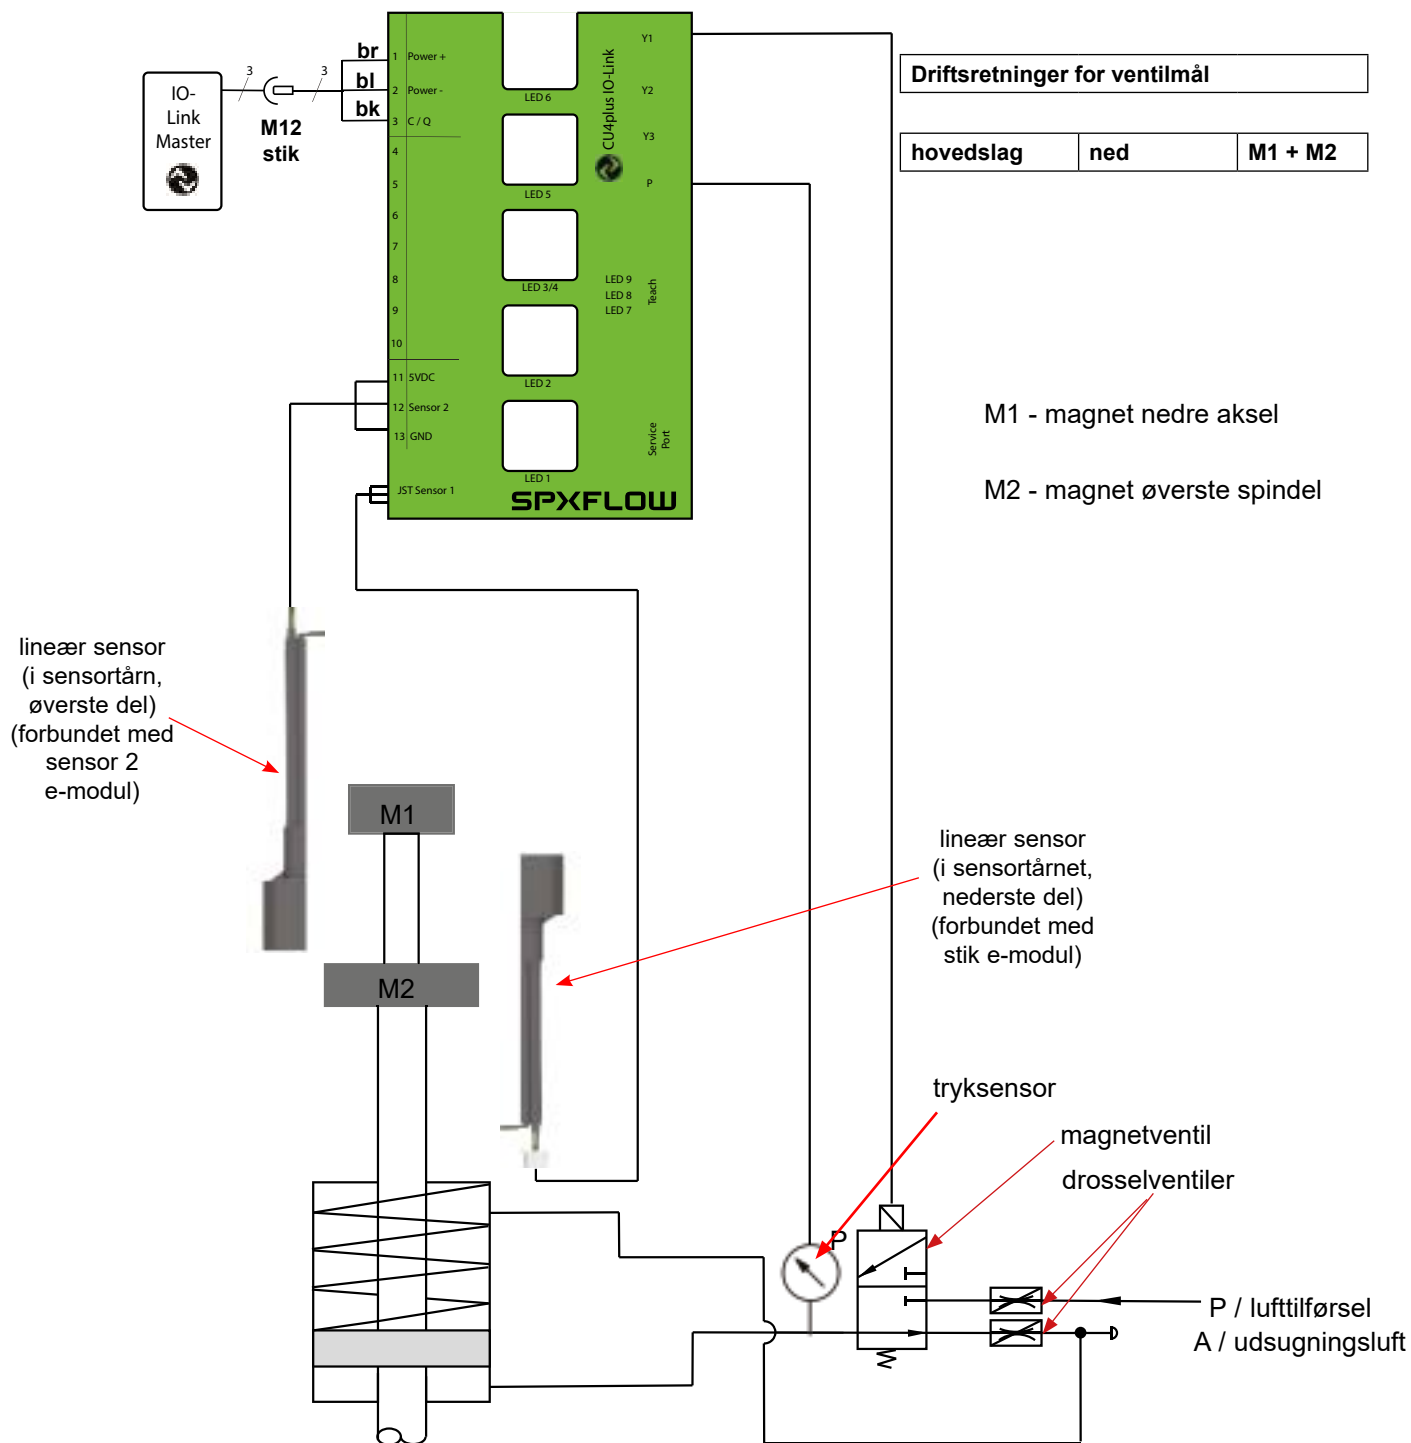 IO-
Link
Master
3
3
M12
stik
br
bl
bk
1 Power +
2 Power -
3 C / Q
4
5
6
7
8
9
10
11 5VDC
12 Sensor 2
13 GND
JST Sensor 1
LED 6
LED 5
LED 3/4
LED 2
LED 1
CU4plus IO-Link
Y1
Y2
Y3
P
LED 9
LED 8
LED 7
Teach
Service
Port
SPXFLOW
Driftsretninger for ventilmål
hovedslag ned M1 + M2
M1 - magnet nedre aksel
M2 - magnet øverste spindel
lineær sensor
(i sensortårn,
øverste del)
(forbundet med
sensor 2
e-modul)
M1
M2
lineær sensor
(i sensortårnet,
nederste del)
(forbundet med
stik e-modul)
tryksensor
magnetventil
drosselventiler
P
P / lufttilførsel
A / udsugningsluft